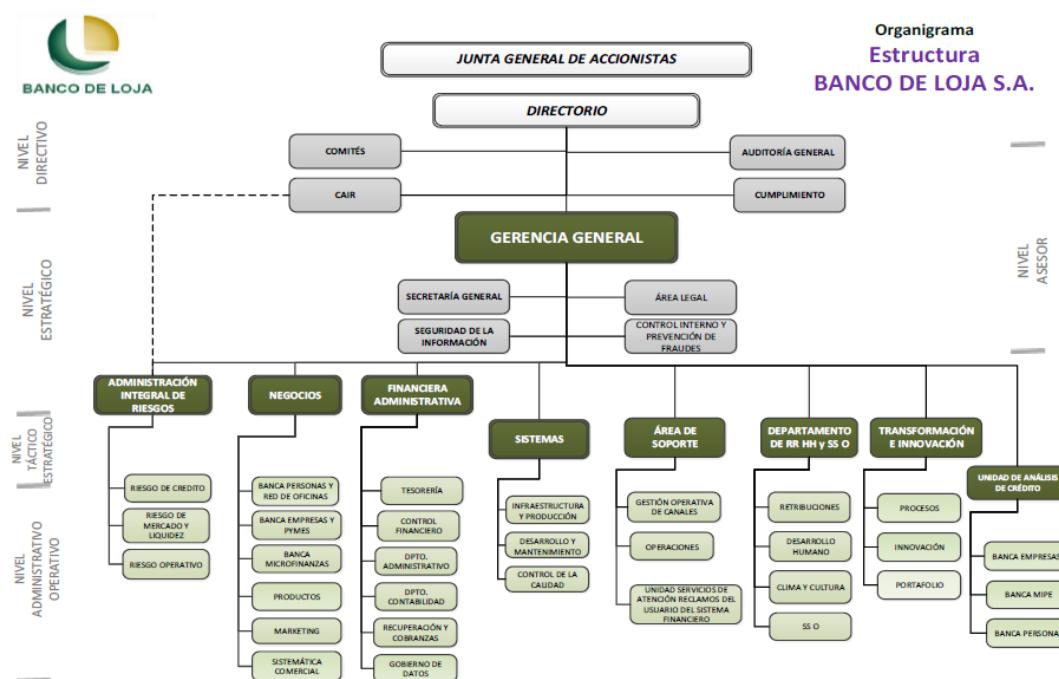 BANCO DE LOJA
Organigrama
Estructura
BANCO DE LOJA S.A.
JUNTA GENERAL DE ACCIONISTAS
DIRECTORIO
NIVEL
DIRECTIVO
COMITÉS
AUDITORÍA GENERAL
CAIR
CUMPLIMIENTO
GERENCIA GENERAL
NIVEL
ASESOR
NIVEL
ESTRATÉGICO
SECRETARÍA GENERAL
ÁREA LEGAL
SEGURIDAD DE LA
INFORMACIÓN
CONTROL INTERNO Y
PREVENCIÓN DE
FRAUDES
ADMINISTRACIÓN
INTEGRAL DE
RIESGOS
NEGOCIOS
FINANCIERA
ADMINISTRATIVA
SISTEMAS
ÁREA DE
SOPORTE
DEPARTAMENTO
DE RR HH y SS O
TRANSFORMACIÓN
E INNOVACIÓN
UNIDAD DE ANÁLISIS
DE CRÉDITO
NIVEL
TÁCTICO
ESTRATÉGICO
NIVEL
ADMINISTRATIVO
OPERATIVO
RIESGO DE CREDITO
RIESGO DE
MERCADO Y
LIQUIDEZ
RIESGO OPERATIVO
BANCA PERSONAS Y
RED DE OFICINAS
BANCA EMPRESAS Y
PYMES
BANCA
MICROFINANZAS
PRODUCTOS
MARKETING
SISTEMÁTICA
COMERCIAL
TESORERÍA
CONTROL
FINANCIERO
DPTO.
ADMINISTRATIVO
DPTO.
CONTABILIDAD
RECUPERACIÓN Y
COBRANZAS
GOBIERNO DE
DATOS
INFRAESTRUCTURA
Y PRODUCCIÓN
DESARROLLO Y
MANTENIMIENTO
CONTROL DE LA
CALIDAD
GESTIÓN OPERATIVA
DE CANALES
OPERACIONES
UNIDAD SERVICIOS DE
ATENCIÓN RECLAMOS DEL
USUARIO DEL SISTEMA
FINANCIERO
RETRIBUCIONES
DESARROLLO
HUMANO
CLIMA Y CULTURA
SS O
PROCESOS
INNOVACIÓN
PORTAFOLIO
BANCA EMPRESAS
BANCA MIPE
BANCA PERSONA